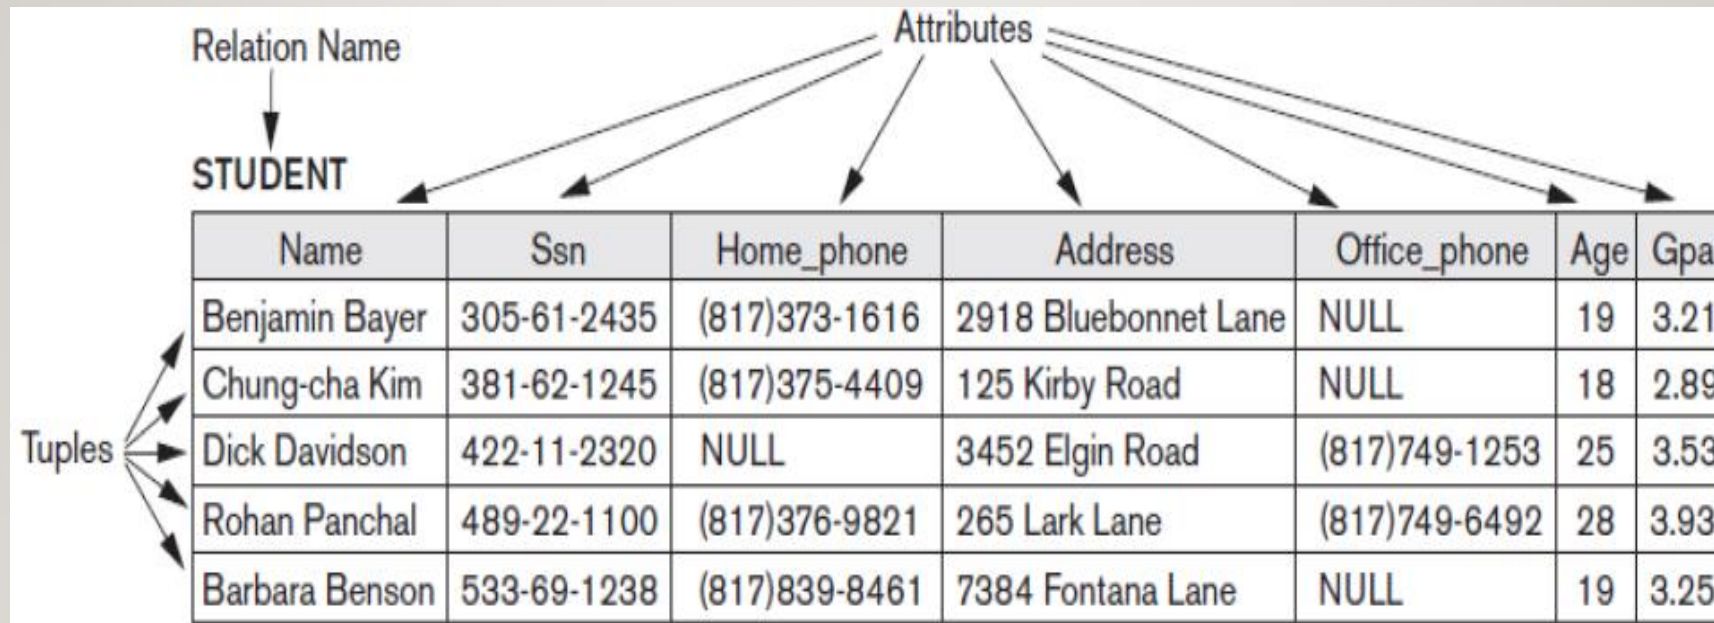 Attributes
Relation Name
STUDENT
Name Ssn Home_phone Address Office_phone Age Gpa
Benjamin Bayer 305-61-2435 (817)373-1616 2918 Bluebonnet Lane NULL 19 3.21
Chung-cha Kim 381-62-1245 (817)375-4409 125 Kirby Road NULL 18 2.89
Tuples Dick Davidson 422-11-2320 NULL 3452 Elgin Road (817)749-1253 25 3.53
Rohan Panchal 489-22-1100 (817)376-9821 265 Lark Lane (817)749-6492 28 3.93
Barbara Benson 533-69-1238 (817)839-8461 7384 Fontana Lane NULL 19 3.25